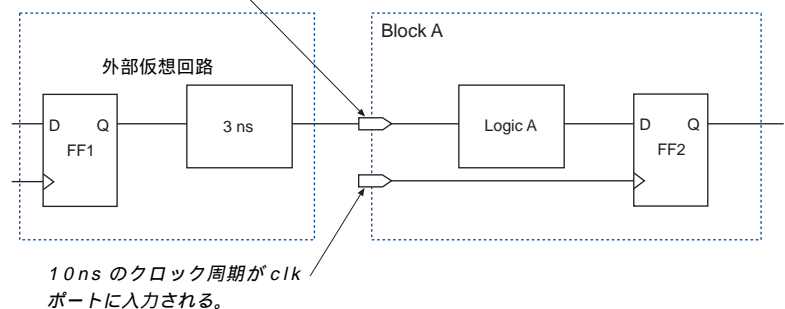 Block A
外部仮想回路
D Q
FF1
3 ns
Logic A
D Q
FF2
10ns のクロック周期が clk
ポートに入力される。